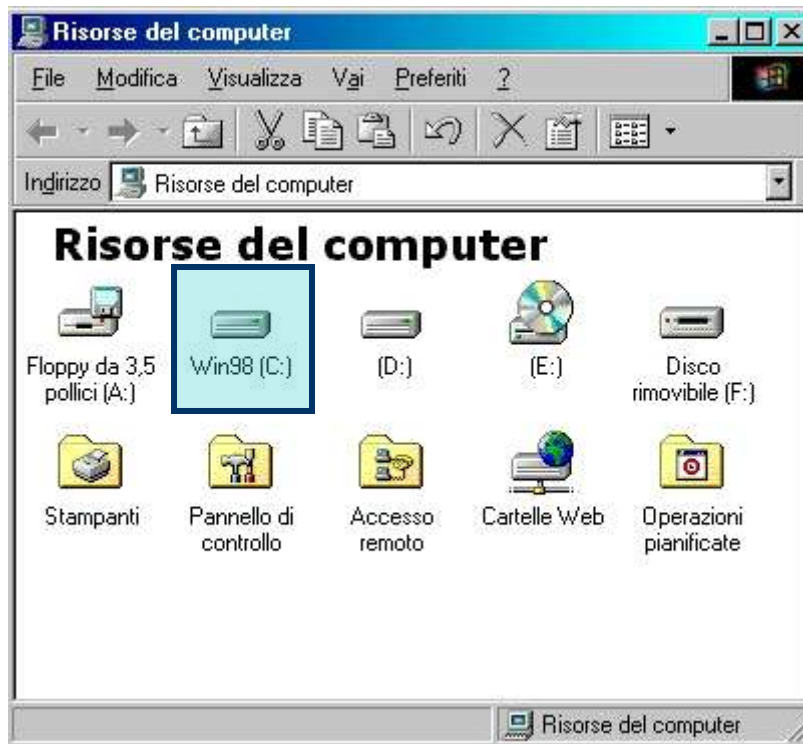 Risorse del computer
File Modifica Visualizza Vai Preferiti ?
Indirizzo Risorse del computer
Risorse del computer
Floppy da 3,5
pollici (A:)
Win98 (C:)
(D:)
(E:)
Disco
rimovibile (F:)
Stampanti
Pannello di
controllo
Accesso
remoto
Cartelle Web
Operazioni
pianificate
Risorse del computer